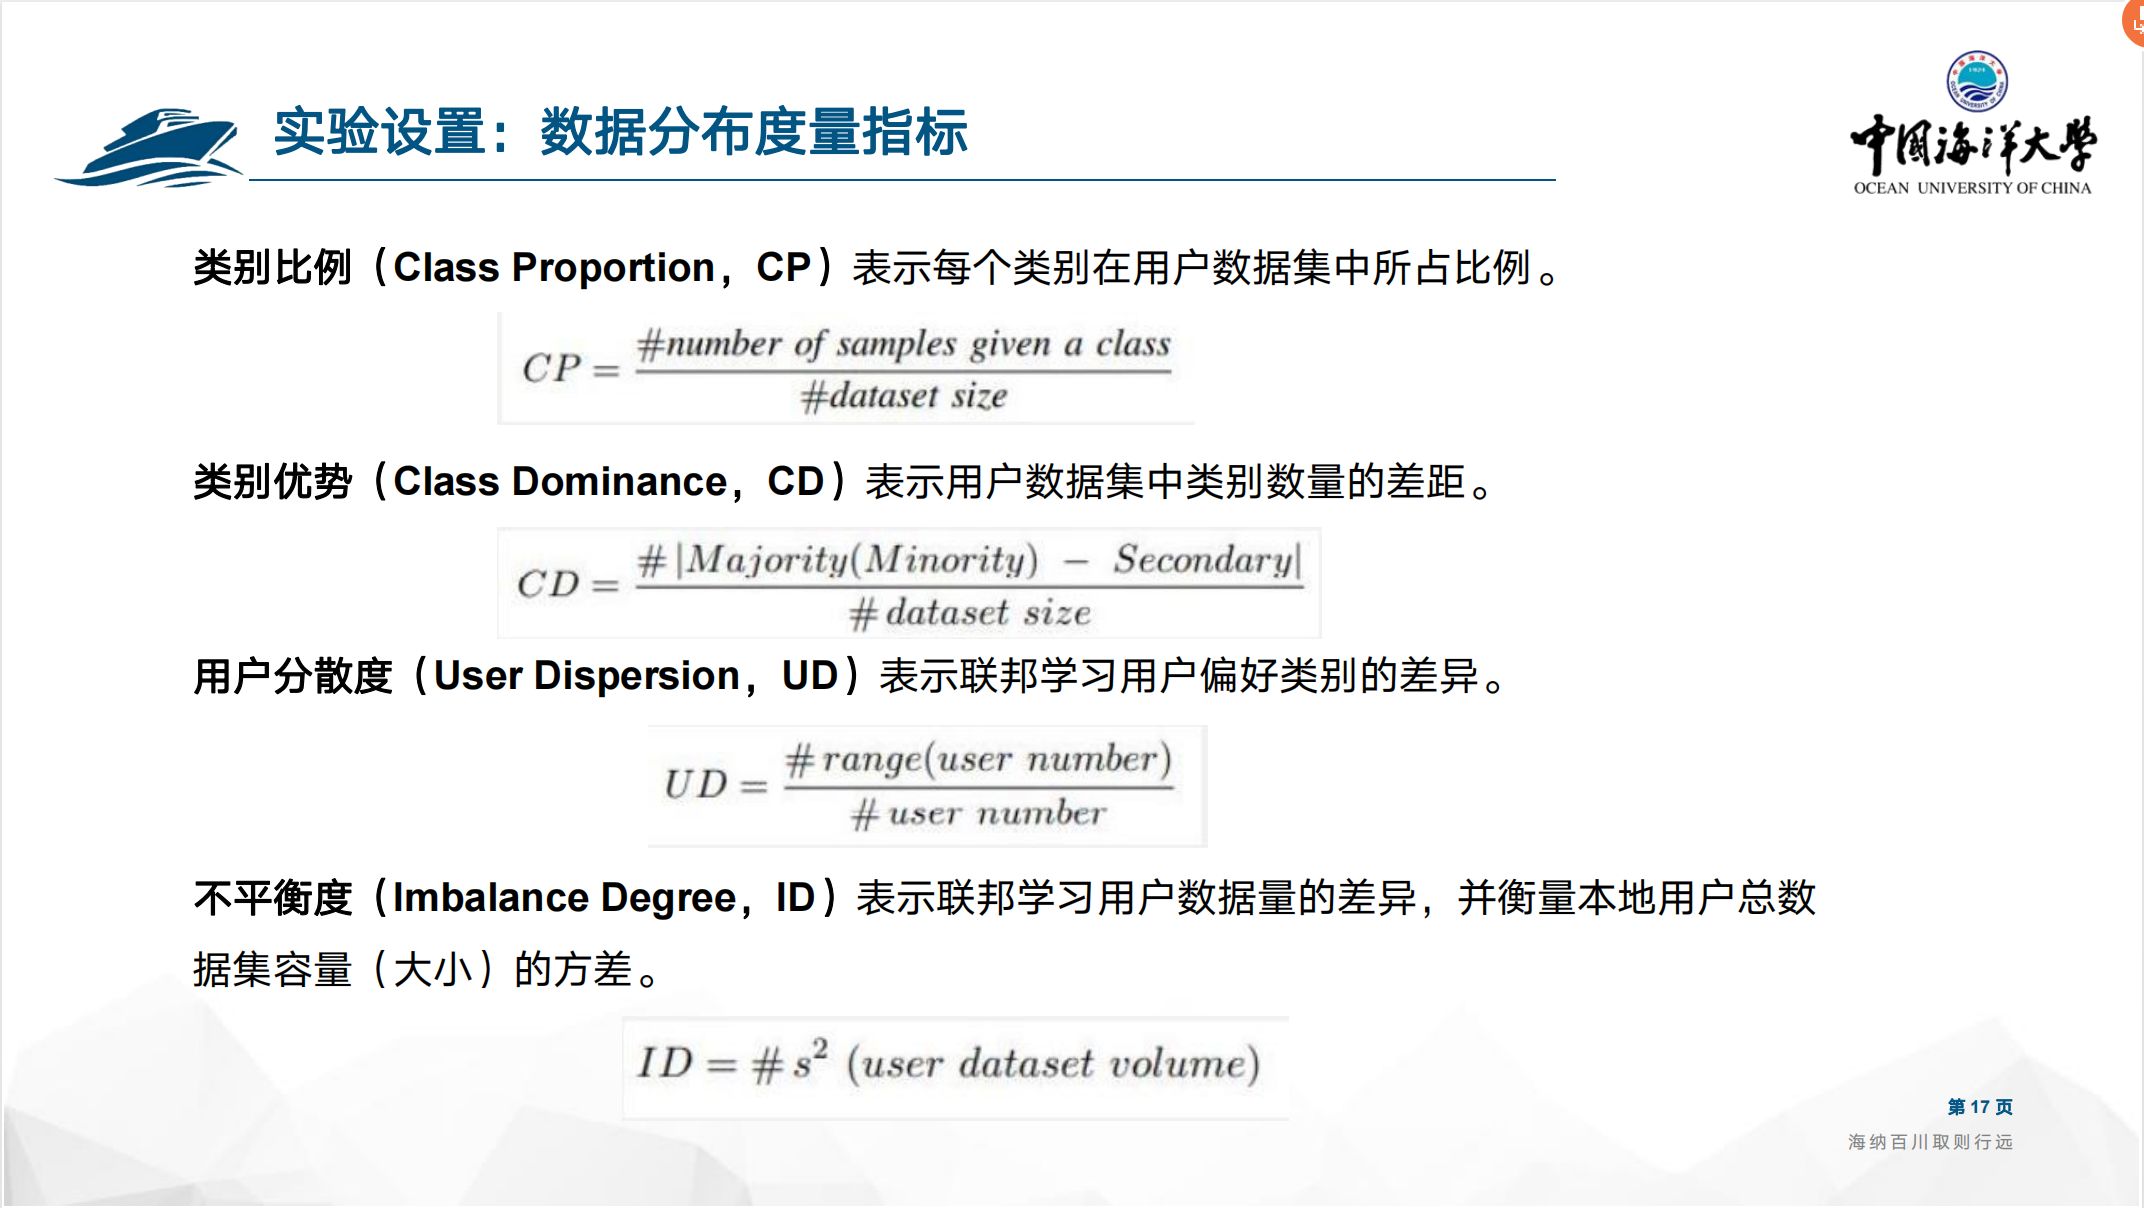 实验设置：数据分布度量指标
中国海洋大学
OCEAN UNIVERSITY OF CHINA
类别比例（Class Proportion，CP）表示每个类别在用户数据集中所占比例。
CP = #number of samples given a class / #dataset size
类别优势（Class Dominance，CD）表示用户数据集中类别数量的差距。
CD = # |Majority(Minority) − Secondary| / # dataset size
用户分散度（User Dispersion，UD）表示联邦学习用户偏好类别的差异。
UD = # range(user number) / # user number
不平衡度（Imbalance Degree，ID）表示联邦学习用户数据量的差异，并衡量本地用户总数
据集容量（大小）的方差。
ID = # s² (user dataset volume)
第 17 页
海纳百川取则行远